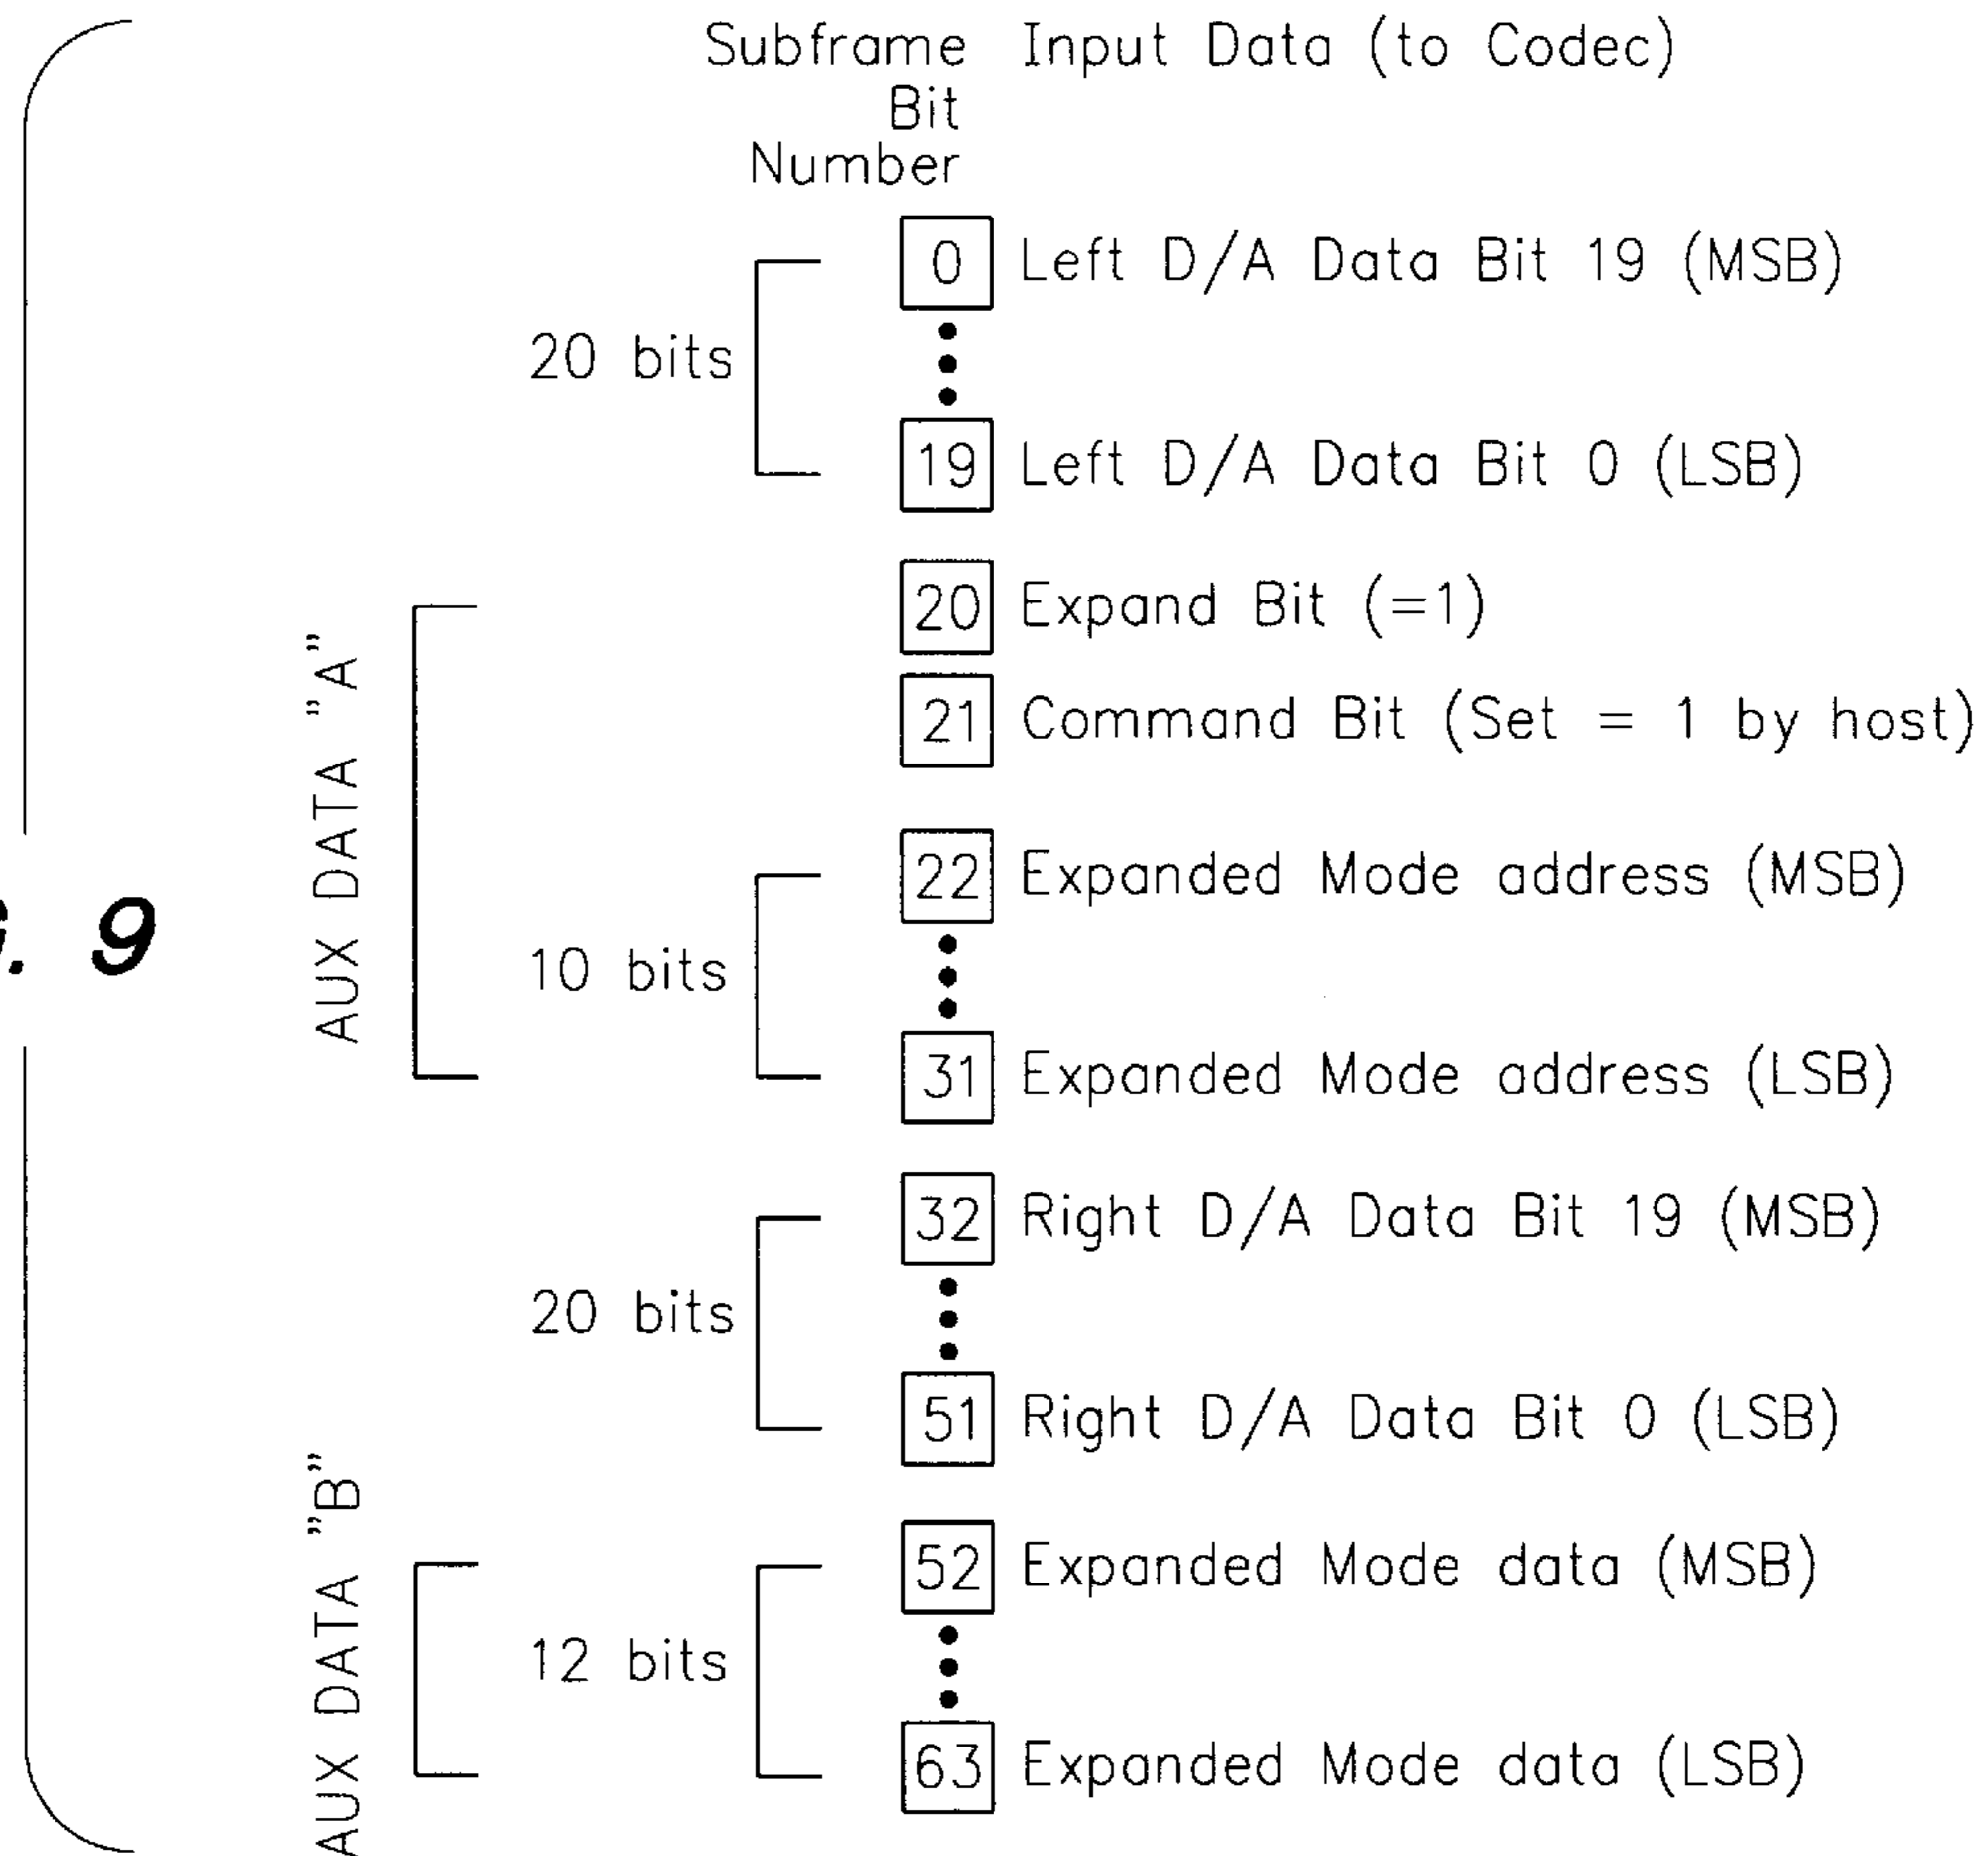 Subframe Input Data (to Codec)
Bit
Number
0 Left D/A Data Bit 19 (MSB)
20 bits
19 Left D/A Data Bit 0 (LSB)
20 Expand Bit (=1)
21 Command Bit (Set = 1 by host)
AUX DATA "A"
22 Expanded Mode address (MSB)
9
10 bits
31 Expanded Mode address (LSB)
32 Right D/A Data Bit 19 (MSB)
20 bits
51 Right D/A Data Bit 0 (LSB)
AUX DATA "B"
52 Expanded Mode data (MSB)
12 bits
63 Expanded Mode data (LSB)